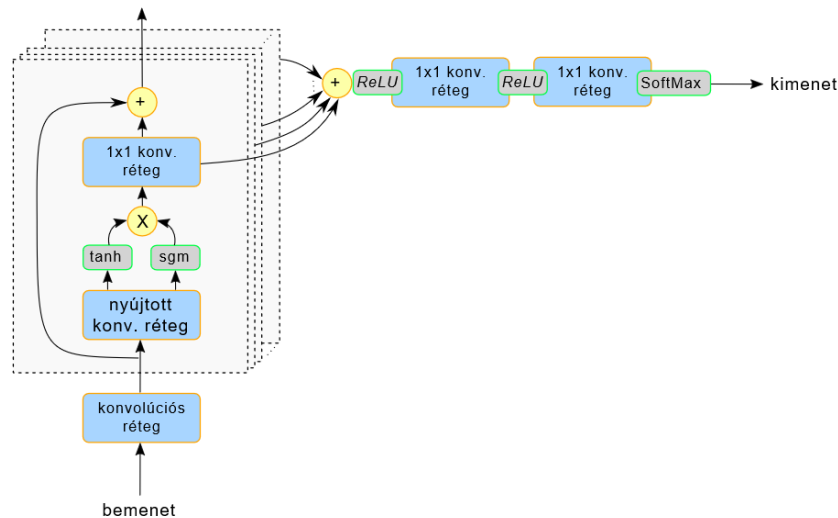 +
1x1 konv.
réteg
X
tanh
sgm
nyújtott
konv. réteg
konvolúciós
réteg
bemenet
+
ReLU
1x1 konv.
réteg
ReLU
1x1 konv.
réteg
SoftMax
kimenet